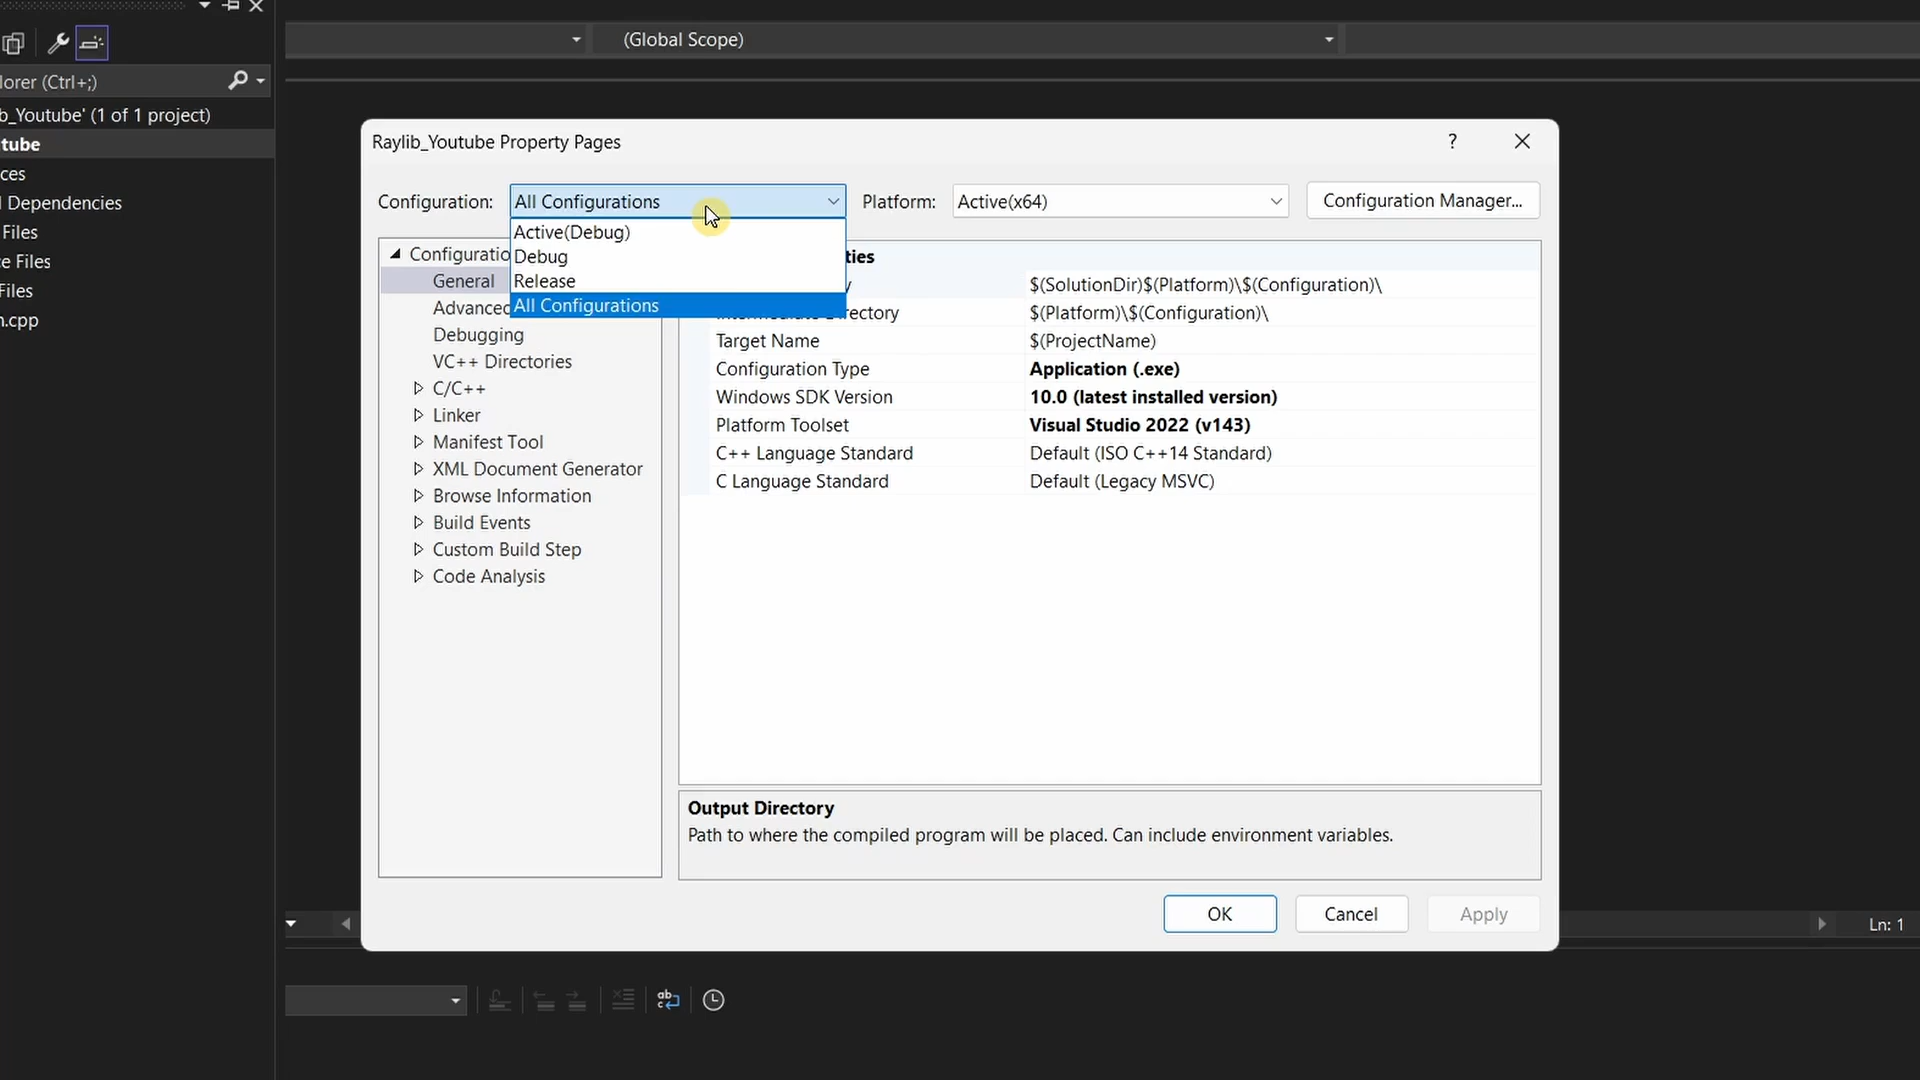 (Global Scope)
lorer (Ctrl+;)
b_Youtube' (1 of 1 project)
tube
ces
l Dependencies
Files
e Files
Files
n.cpp
Raylib_Youtube Property Pages
?
Configuration:
All Configurations
Platform:
Active(x64)
Configuration Manager...
Active(Debug)
Debug
Release
All Configurations
Configuratio
General
Advanced
Debugging
VC++ Directories
C/C++
Linker
Manifest Tool
XML Document Generator
Browse Information
Build Events
Custom Build Step
Code Analysis
ties
y $(SolutionDir)$(Platform)\$(Configuration)\
Intermediate Directory $(Platform)\$(Configuration)\
Target Name $(ProjectName)
Configuration Type Application (.exe)
Windows SDK Version 10.0 (latest installed version)
Platform Toolset Visual Studio 2022 (v143)
C++ Language Standard Default (ISO C++14 Standard)
C Language Standard Default (Legacy MSVC)
Output Directory
Path to where the compiled program will be placed. Can include environment variables.
OK
Cancel
Apply
Ln: 1